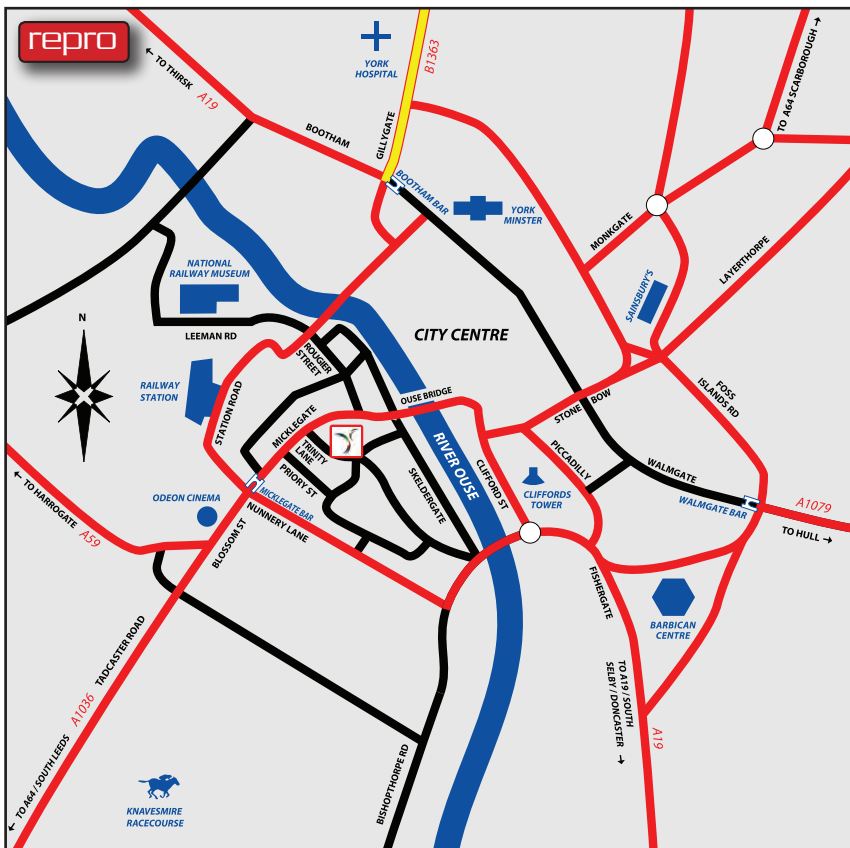 repro
← TO THIRSK
A19
YORK
HOSPITAL
B1363
TO A64 SCARBOROUGH →
BOOTHAM
GILLYGATE
BOOTHAM BAR
YORK
MINSTER
MONKGATE
LAYERTHORPE
NATIONAL
RAILWAY MUSEUM
SAINSBURY'S
N
LEEMAN RD
CITY CENTRE
ROUGIER
STREET
RAILWAY
STATION
STATION ROAD
OUSE BRIDGE
STONE BOW
FOSS
ISLANDS RD
MICKLEGATE
TRINITY
LANE
PRIORY ST
RIVER OUSE
SKELDERGATE
CLIFFORD ST
PICCADILLY
WALMGATE
CLIFFORDS
TOWER
WALMGATE BAR
A1079
TO HULL →
← TO HARROGATE
A59
ODEON CINEMA
MICKLEGATE BAR
NUNNERY LANE
BLOSSOM ST
FISHERGATE
BARBICAN
CENTRE
TADCASTER ROAD
A1036
← TO A64 / SOUTH LEEDS
TO A19 / SOUTH
SELBY / DONCASTER →
A19
BISHOPTHORPE RD
KNAVESMIRE
RACECOURSE